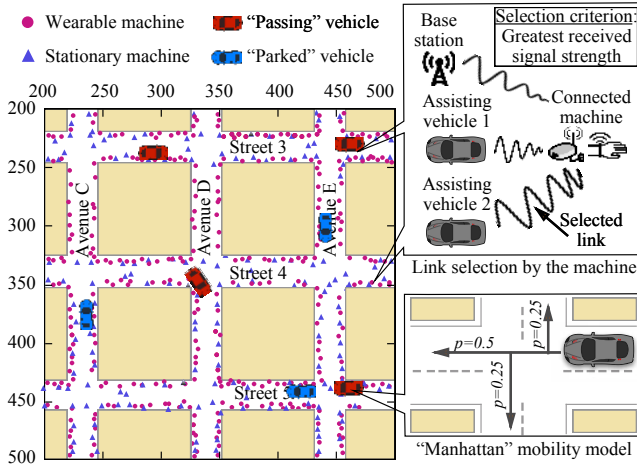 Wearable machine
"Passing" vehicle
Stationary machine
"Parked" vehicle
200 250 300 350 400 450 500
200
250
300
350
400
450
500
Street 3
Street 4
Street
Avenue C
Avenue D
Avenue E
Base
station
Selection criterion:
Greatest received
signal strength
Assisting
vehicle 1
Connected
machine
Assisting
vehicle 2
Selected
link
Link selection by the machine
p=0.5
p=0.25
p=0.25
"Manhattan" mobility model